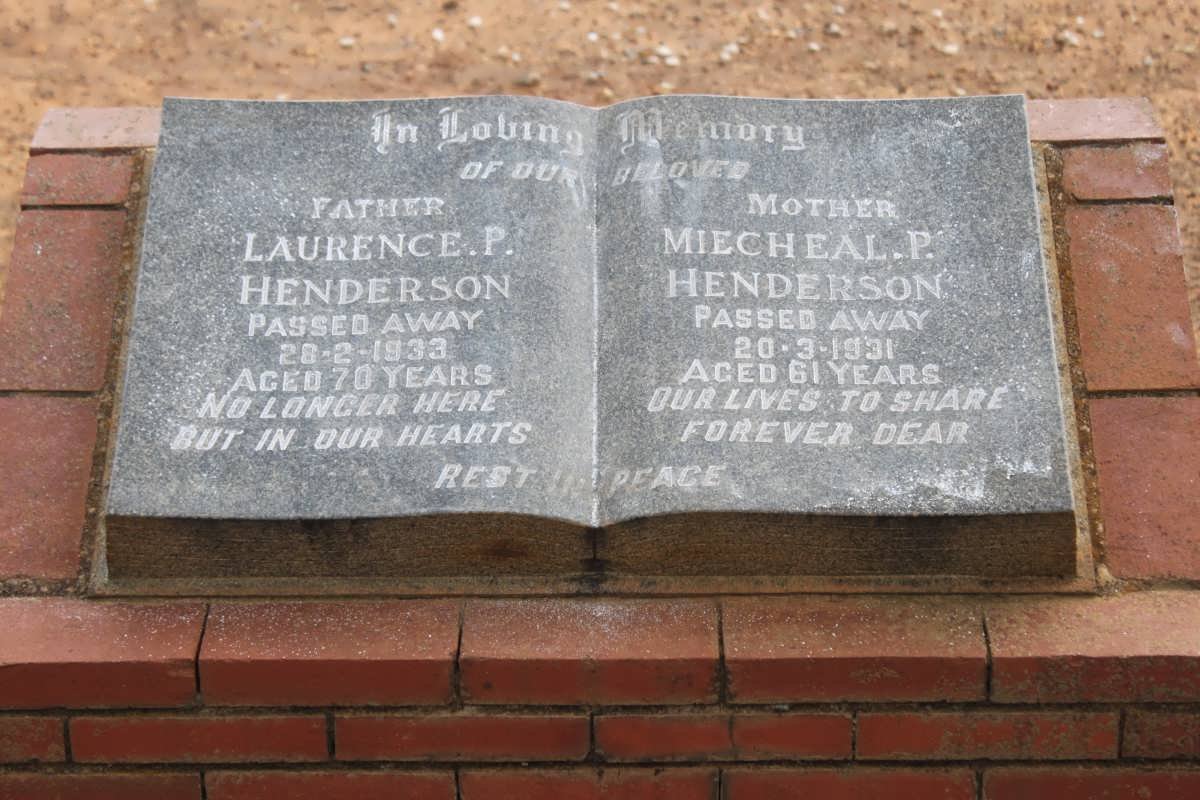 In Loving Memory
OF OUR BELOVED
FATHER
LAURENCE.P.
HENDERSON
PASSED AWAY
28-2-1933
AGED 70 YEARS
NO LONGER HERE
BUT IN OUR HEARTS
MOTHER
MIECHEAL.P.
HENDERSON
PASSED AWAY
20-3-1931
AGED 61 YEARS
OUR LIVES TO SHARE
FOREVER DEAR
REST IN PEACE